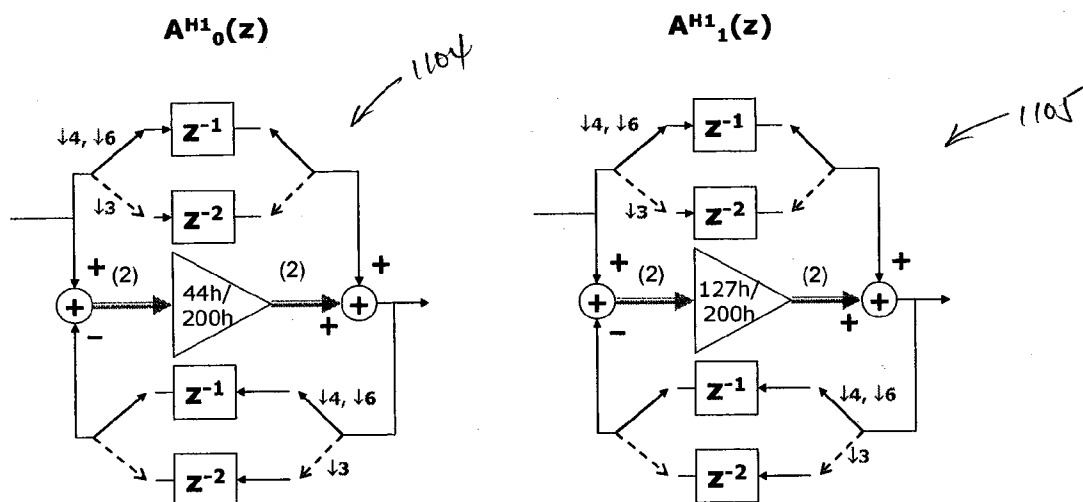 A^H1_0(z)
1104
↓4, ↓6
z^-1
↓3
z^-2
+
(2)
44h/
200h
(2)
+
+
+
+
−
z^-1
↓4, ↓6
z^-2
↓3
A^H1_1(z)
1105
↓4, ↓6
z^-1
↓3
z^-2
+
(2)
127h/
200h
(2)
+
+
+
+
−
z^-1
↓4, ↓6
z^-2
↓3